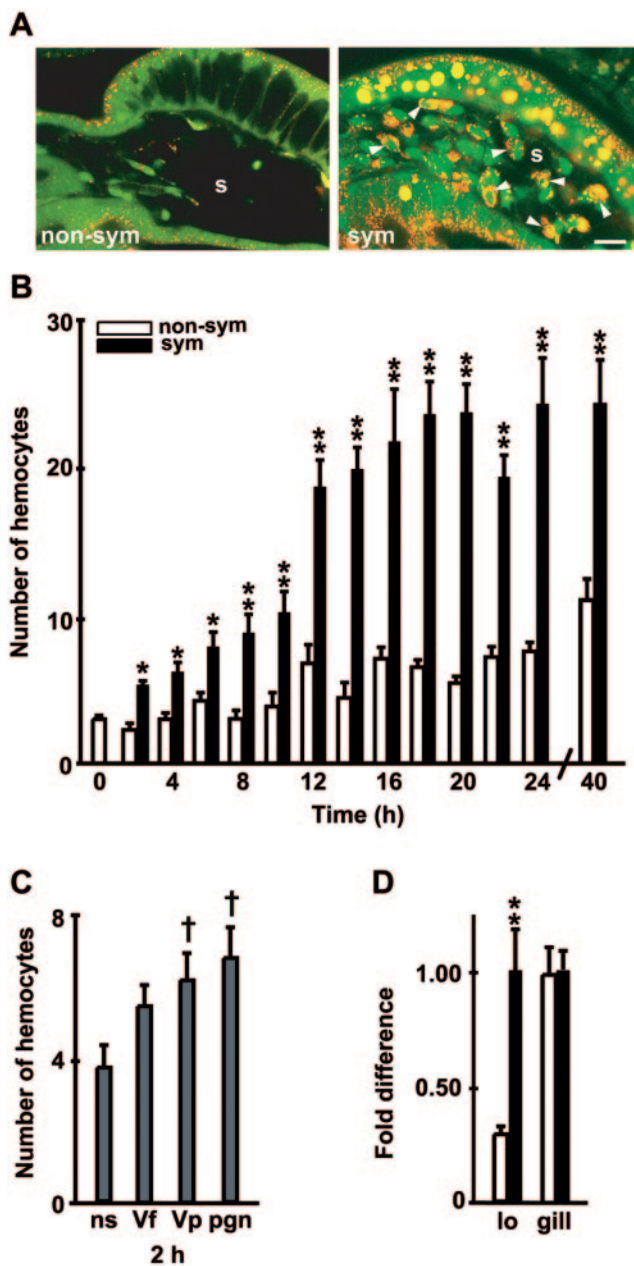 A
s
non-sym
s
sym
B
30
20
10
0
Number of hemocytes
non-sym
sym
* * * ** ** ** ** ** ** ** ** ** **
0 4 8 12 16 20 24 40
Time (h)
C
8
4
0
Number of hemocytes
† †
ns Vf Vp pgn
2 h
D
1.00
0.50
0
Fold difference
**
lo gill